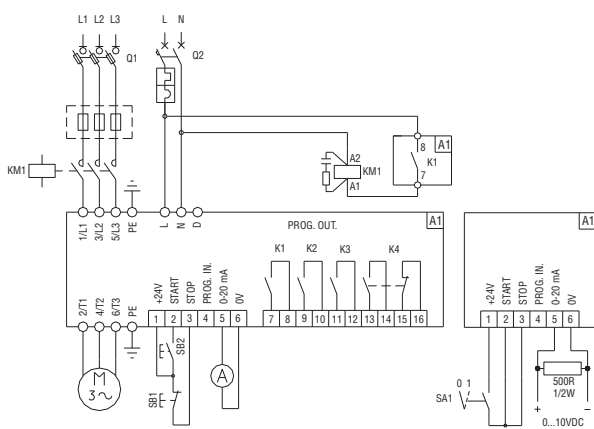 L1 L2 L3
L N
Q1
Q2
A2
KM1
A1
8 A1
K1
7
KM1
1/L1
3/L2
5/L3
PE
L
N
D
PROG. OUT.
A1
K1 K2 K3 K4
+24V
START
STOP
PROG. IN.
0-20 mA
0V
2/T1
4/T2
6/T3
PE
1 2 3 4 5 6
7 8 9 10 11 12 13 14 15 16
SB2
SB1
A
M
3~
A1
+24V
START
STOP
PROG. IN.
0-20 mA
0V
1 2 3 4 5 6
0 1
SA1
500R
1/2W
+ −
0...10VDC